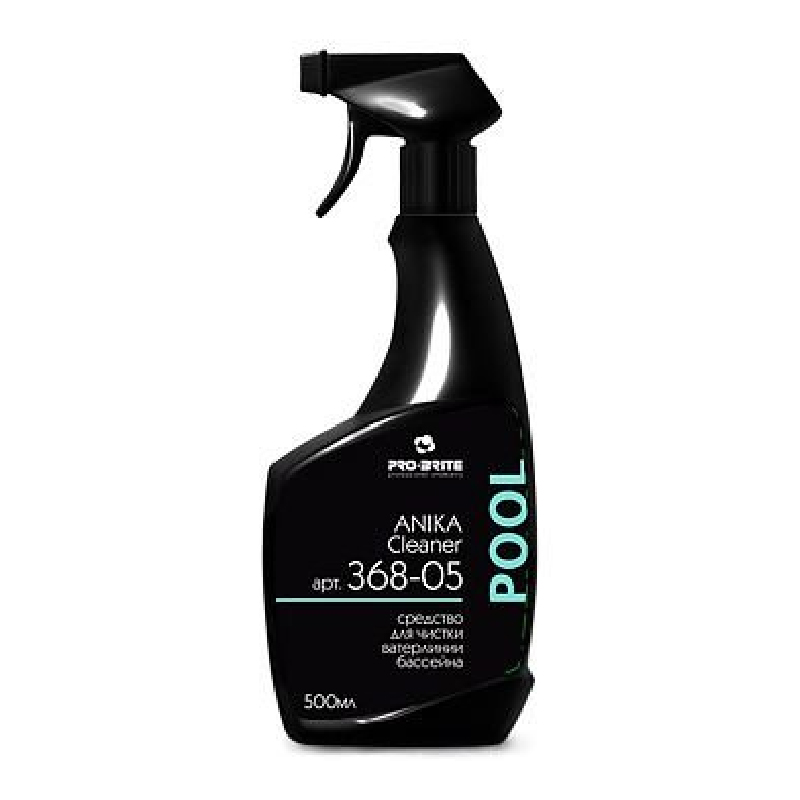 PRO-BRITE
ANIKA
Cleaner
арт. 368-05
средство
для чистки
ватерлинии
бассейна
500мл
POOL